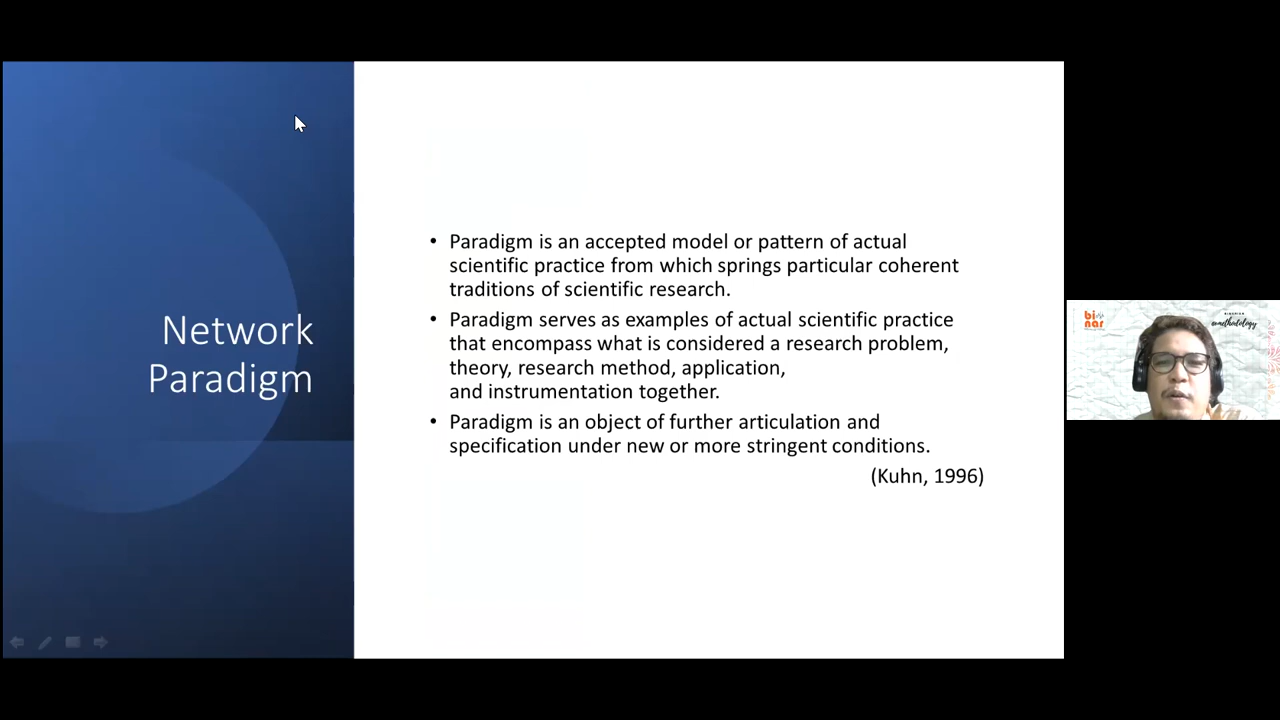 Network
Paradigm
• Paradigm is an accepted model or pattern of actual
scientific practice from which springs particular coherent
traditions of scientific research.
• Paradigm serves as examples of actual scientific practice
that encompass what is considered a research problem,
theory, research method, application,
and instrumentation together.
• Paradigm is an object of further articulation and
specification under new or more stringent conditions.
(Kuhn, 1996)
bi
nar